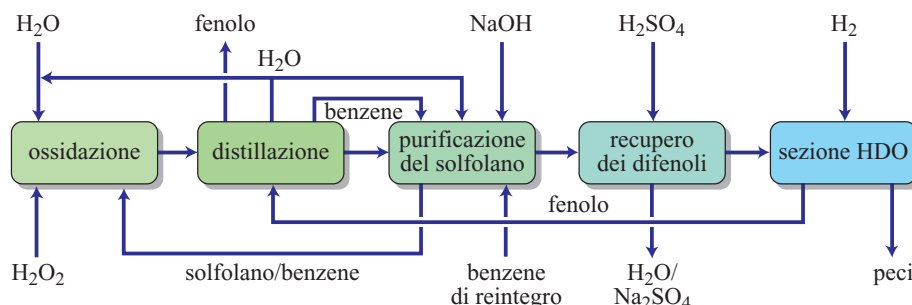 H₂O
fenolo
NaOH
H₂SO₄
H₂
H₂O
benzene
ossidazione
distillazione
purificazione
del solfolano
recupero
dei difenoli
sezione HDO
fenolo
H₂O₂
solfolano/benzene
benzene
di reintegro
H₂O/
Na₂SO₄
peci